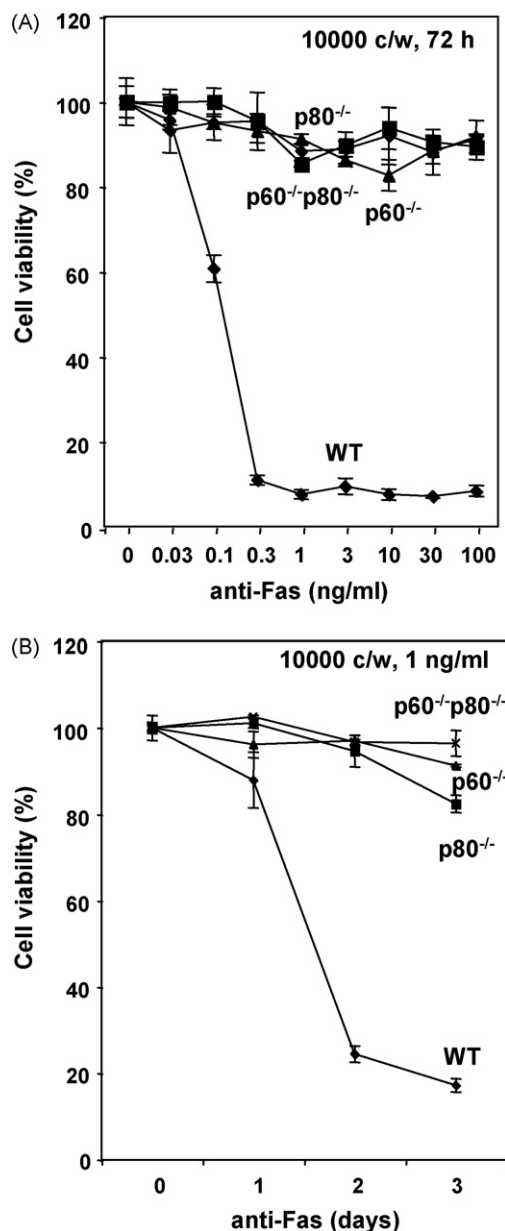 (A)
10000 c/w, 72 h
120
100
80
60
40
20
0
Cell viability (%)
p80⁻/⁻
p60⁻/⁻p80⁻/⁻
p60⁻/⁻
WT
0 0.03 0.1 0.3 1 3 10 30 100
anti-Fas (ng/ml)
(B)
10000 c/w, 1 ng/ml
120
100
80
60
40
20
0
Cell viability (%)
p60⁻/⁻p80⁻/⁻
p60⁻/⁻
p80⁻/⁻
WT
0 1 2 3
anti-Fas (days)